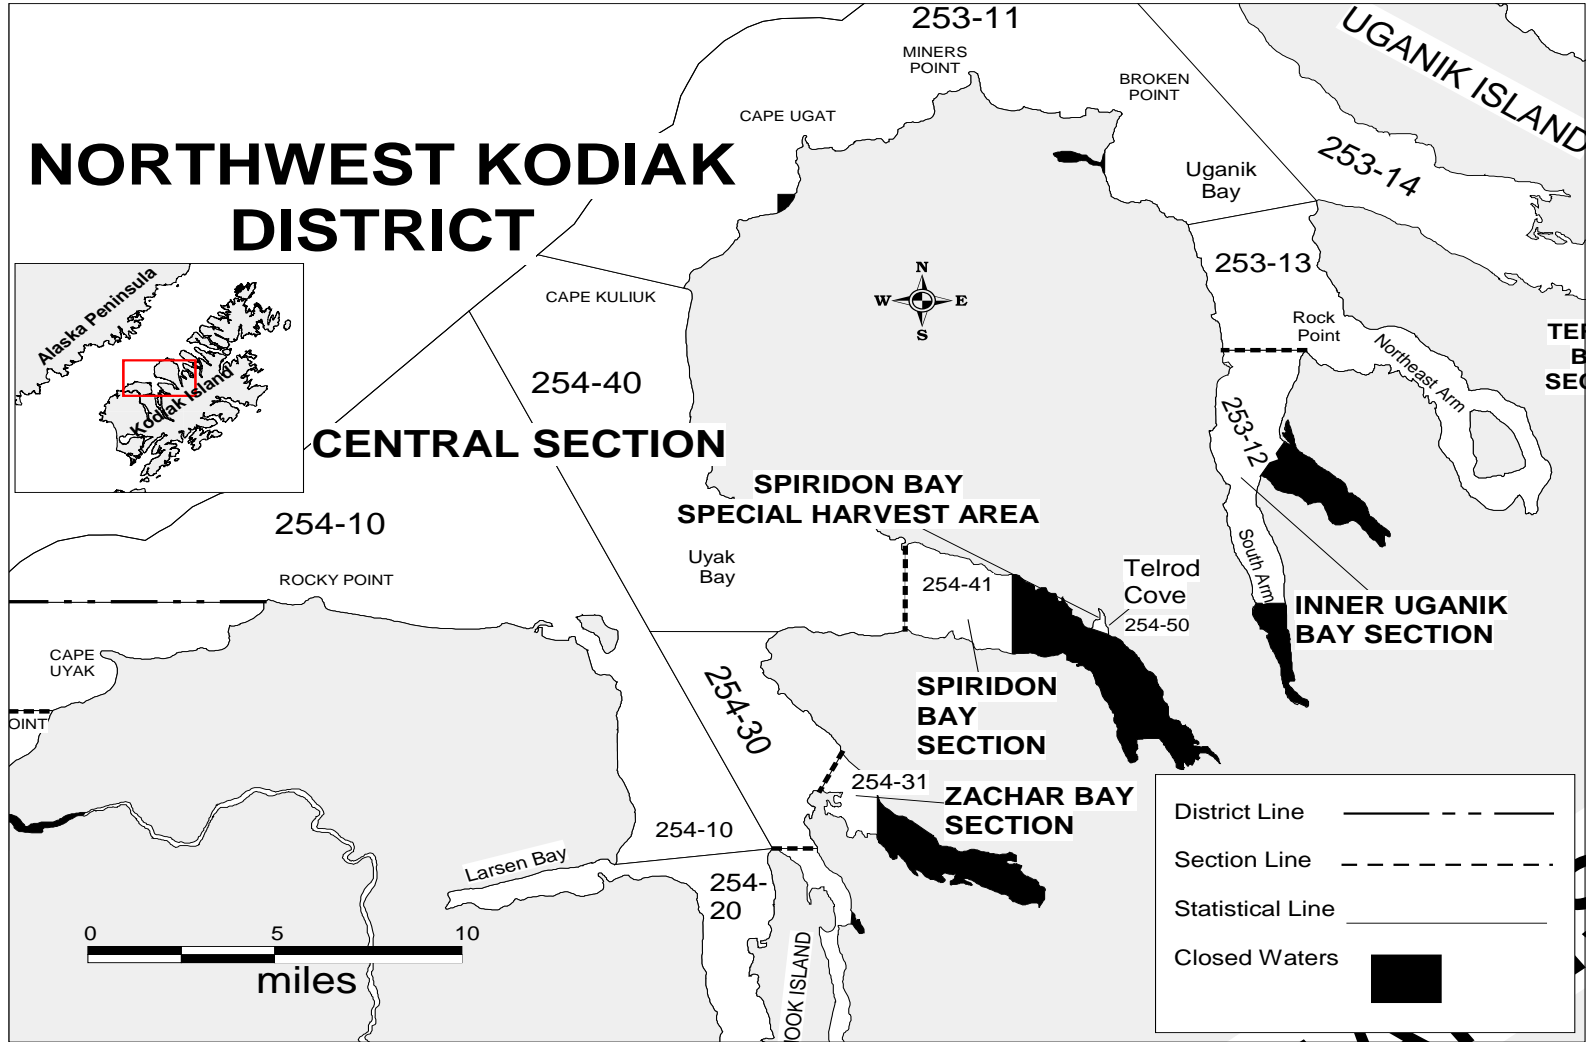 253-11
MINERS
POINT
UGANIK ISLAND
BROKEN
POINT
CAPE UGAT
NORTHWEST KODIAK
DISTRICT
253-14
Uganik
Bay
253-13
N
W E
S
CAPE KULIUK
Alaska Peninsula
Kodiak Island
Rock
Point
Northeast Arm
254-40
253-12
CENTRAL SECTION
SPIRIDON BAY
SPECIAL HARVEST AREA
254-10
Uyak
Bay
South Arm
ROCKY POINT
254-41
Telrod
Cove
254-50
INNER UGANIK
BAY SECTION
CAPE
UYAK
254-30
SPIRIDON
BAY
SECTION
OINT
254-31
ZACHAR BAY
SECTION
254-10
Larsen Bay
254-
20
OOK ISLAND
0 5 10
miles
District Line
Section Line
Statistical Line
Closed Waters